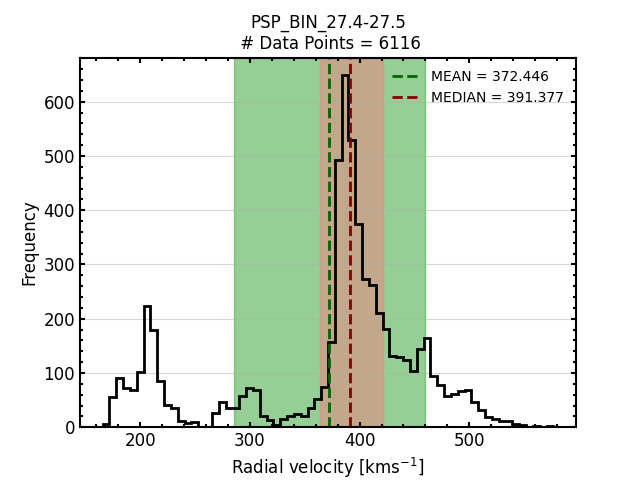 PSP_BIN_27.4-27.5
# Data Points = 6116
MEAN = 372.446
MEDIAN = 391.377
600
500
400
300
200
100
0
Frequency
200 300 400 500
Radial velocity [kms⁻¹]